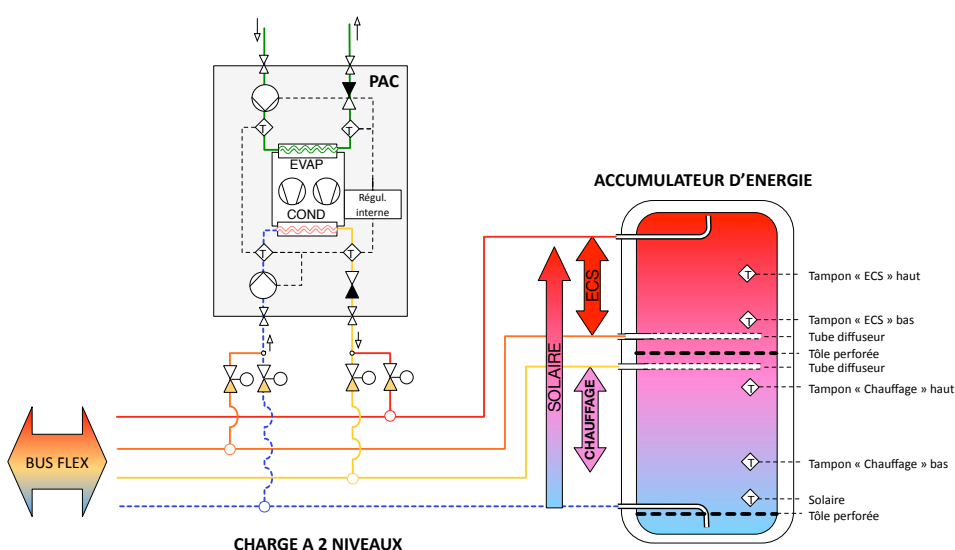 PAC
T
T
EVAP
COND
Régul.
interne
T
T
ACCUMULATEUR D’ENERGIE
SOLAIRE
ECS
CHAUFFAGE
T
Tampon « ECS » haut
T
Tampon « ECS » bas
Tube diffuseur
Tôle perforée
Tube diffuseur
T
Tampon « Chauffage » haut
T
Tampon « Chauffage » bas
T
Solaire
Tôle perforée
BUS FLEX
CHARGE A 2 NIVEAUX